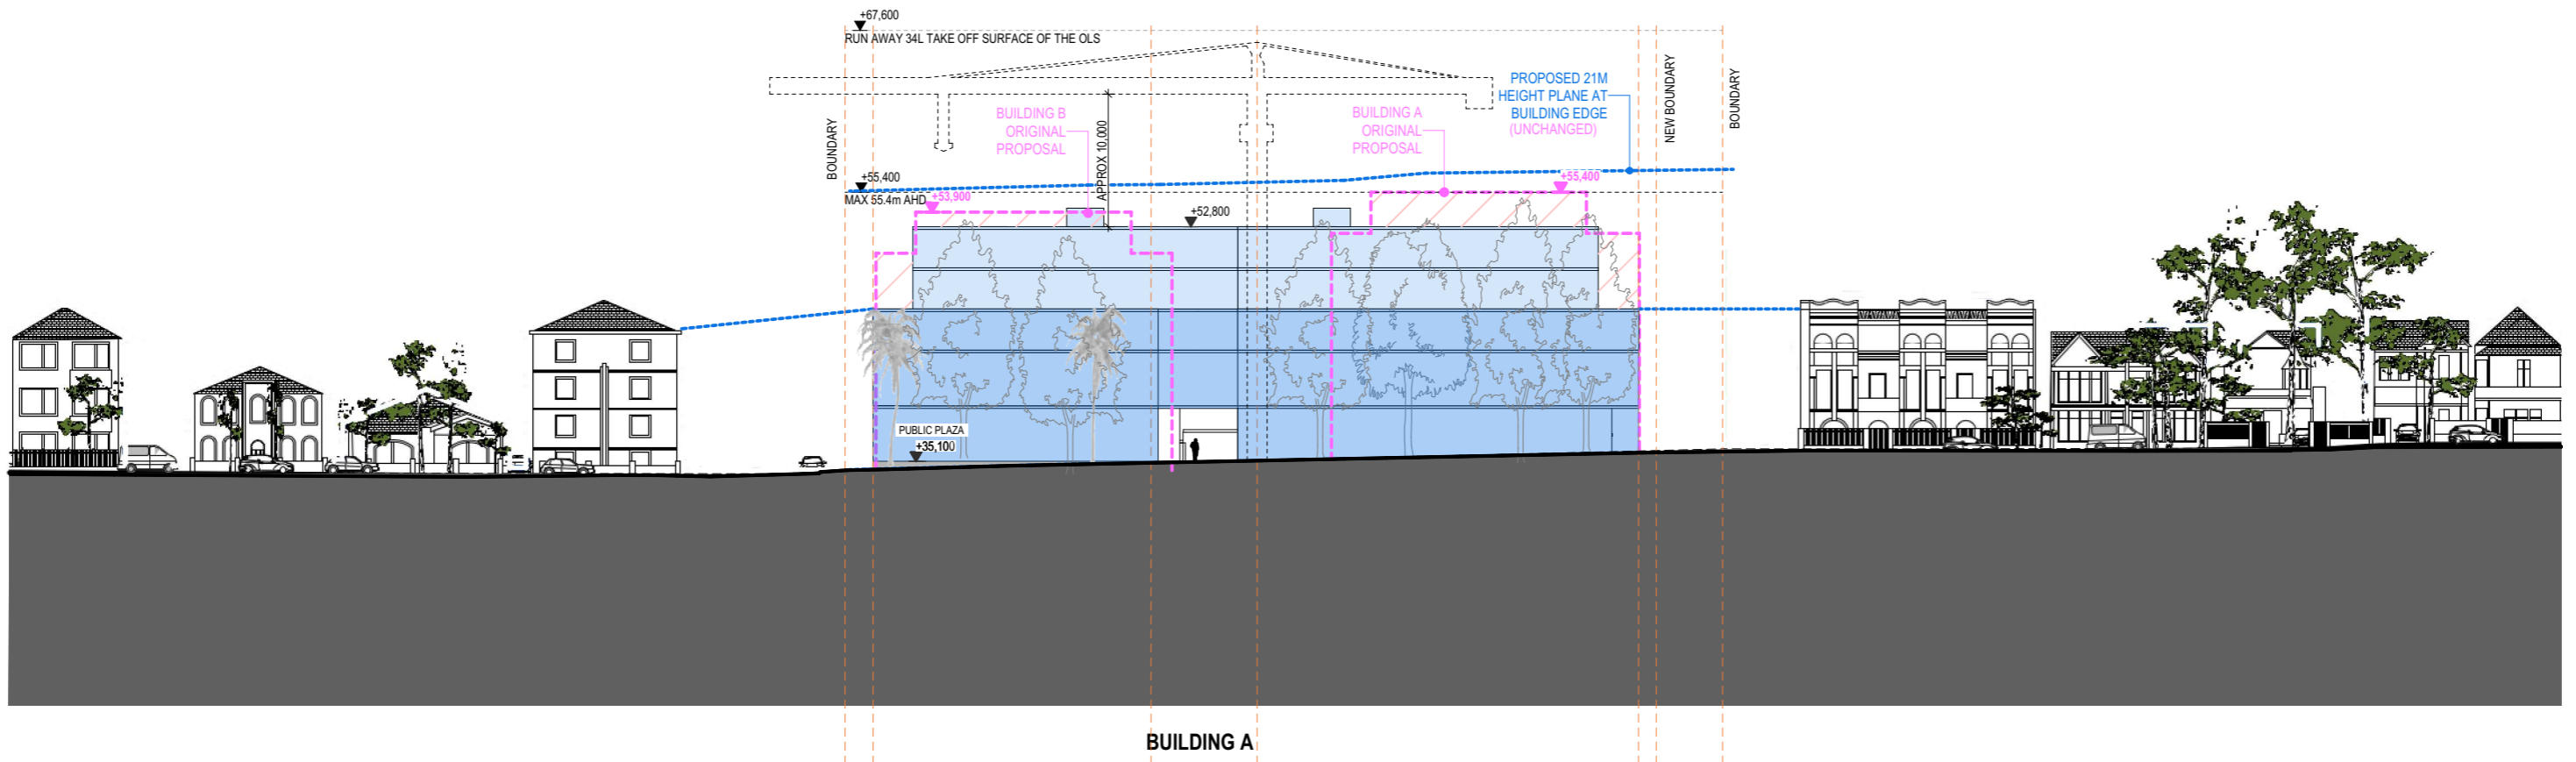 +67,600
RUN AWAY 34L TAKE OFF SURFACE OF THE OLS
BOUNDARY
BUILDING B
ORIGINAL
PROPOSAL
APPROX 10,000
BUILDING A
ORIGINAL
PROPOSAL
PROPOSED 21M
HEIGHT PLANE AT
BUILDING EDGE
(UNCHANGED)
NEW BOUNDARY
BOUNDARY
+55,400
MAX 55.4m AHD
+53,900
+52,800
+55,400
PUBLIC PLAZA
+35,100
BUILDING A